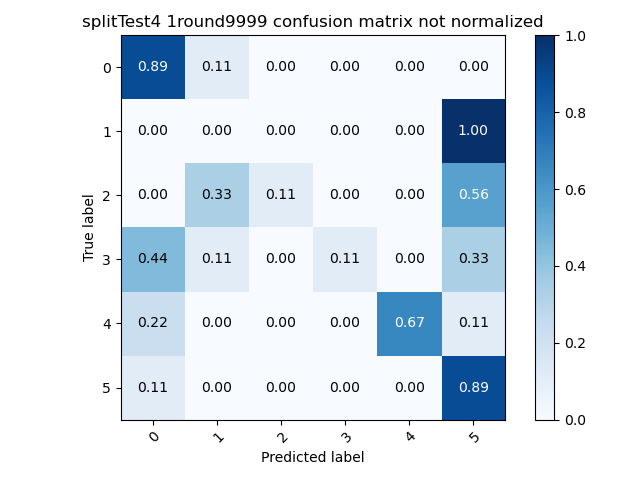 splitTest4 1round9999 confusion matrix not normalized
1.0
0 0.89 0.11 0.00 0.00 0.00 0.00
0.8
1 0.00 0.00 0.00 0.00 0.00 1.00
2 0.00 0.33 0.11 0.00 0.00 0.56
0.6
True label
3 0.44 0.11 0.00 0.11 0.00 0.33
0.4
4 0.22 0.00 0.00 0.00 0.67 0.11
0.2
5 0.11 0.00 0.00 0.00 0.00 0.89
0.0
0 1 2 3 4 5
Predicted label